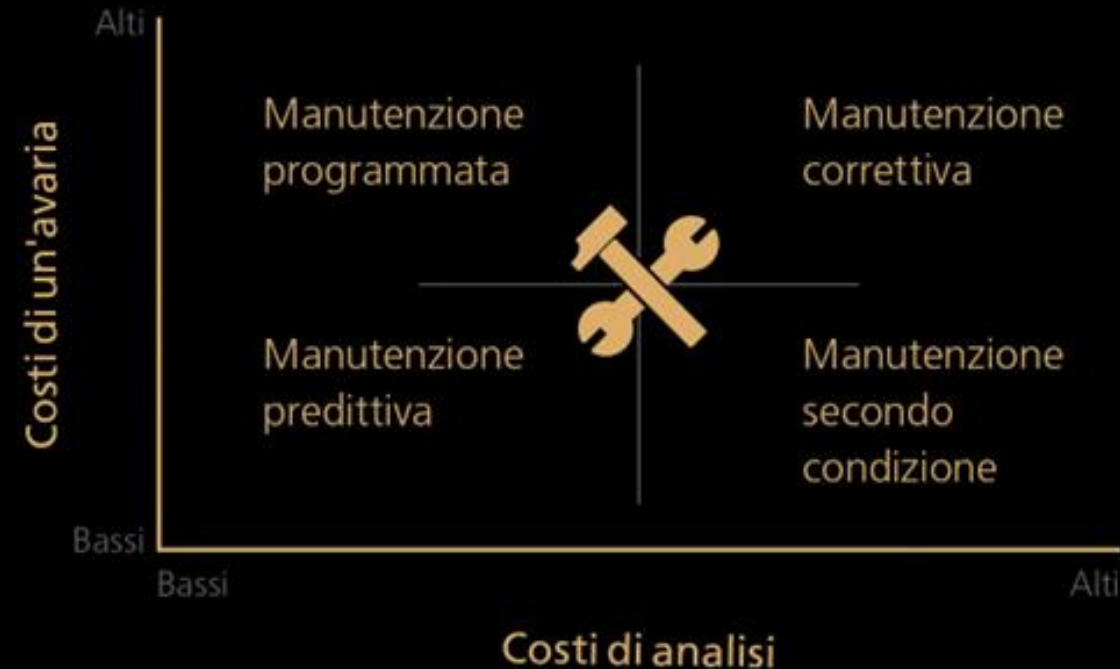 Alti
Costi di un'avaria
Manutenzione
programmata
Manutenzione
correttiva
Manutenzione
predittiva
Manutenzione
secondo
condizione
Bassi
Bassi
Alti
Costi di analisi